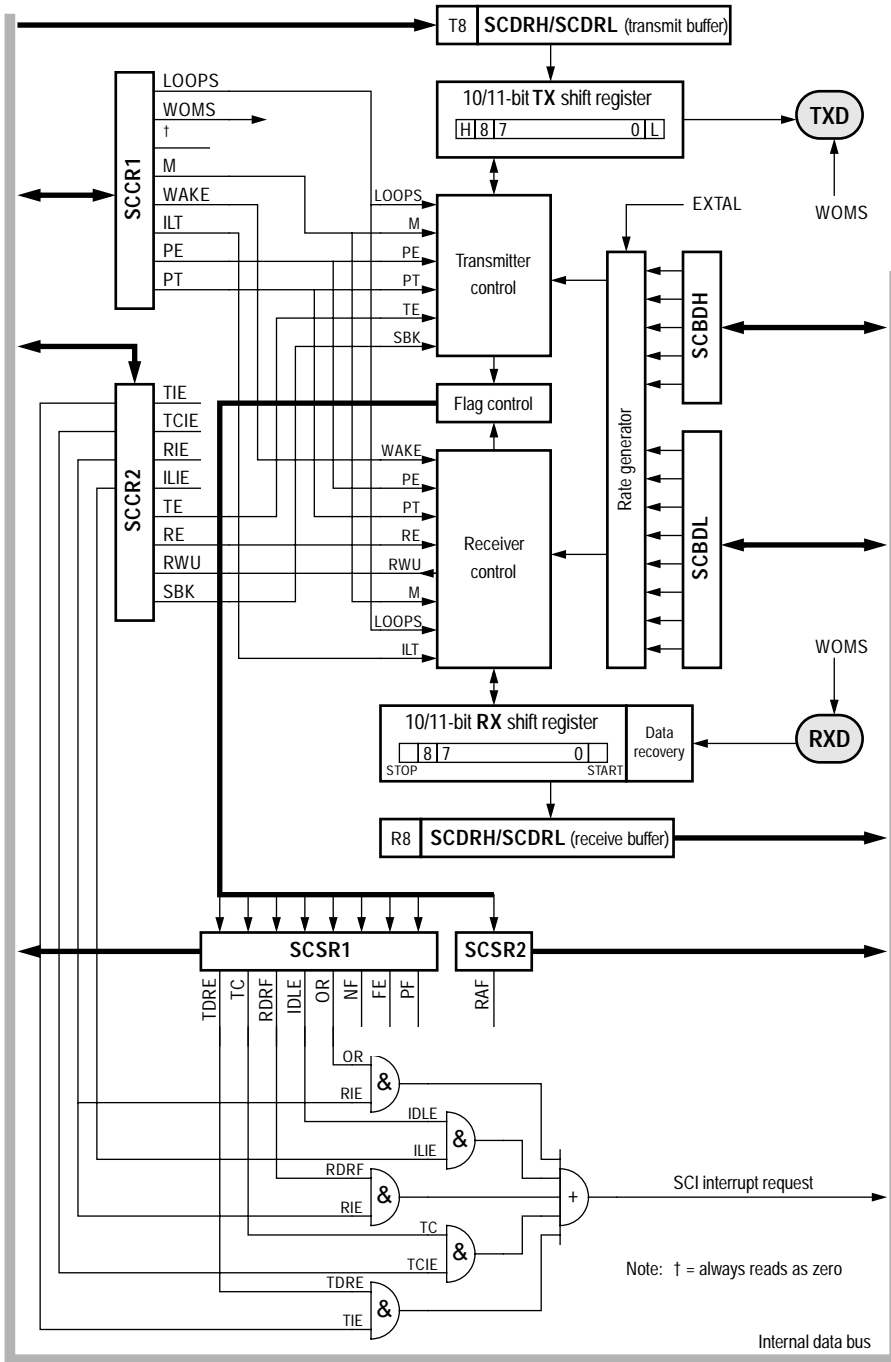 T8 SCDRH/SCDRL (transmit buffer)
10/11-bit TX shift register
H 8 7 0 L
TXD
WOMS
EXTAL
SCCR1
LOOPS
WOMS
†
M
WAKE
ILT
PE
PT
LOOPS
M
PE
PT
TE
SBK
Transmitter
control
Rate generator
SCBDH
SCBDL
Flag control
SCCR2
TIE
TCIE
RIE
ILIE
TE
RE
RWU
SBK
WAKE
PE
PT
RE
RWU
M
LOOPS
ILT
Receiver
control
WOMS
RXD
10/11-bit RX shift register
8 7 0
STOP START
Data
recovery
R8 SCDRH/SCDRL (receive buffer)
SCSR1
SCSR2
TDRE
TC
RDRF
IDLE
OR
NF
FE
PF
RAF
OR
RIE
&
IDLE
ILIE
&
RDRF
RIE
&
TC
TCIE
&
TDRE
TIE
&
+
SCI interrupt request
Note: † = always reads as zero
Internal data bus